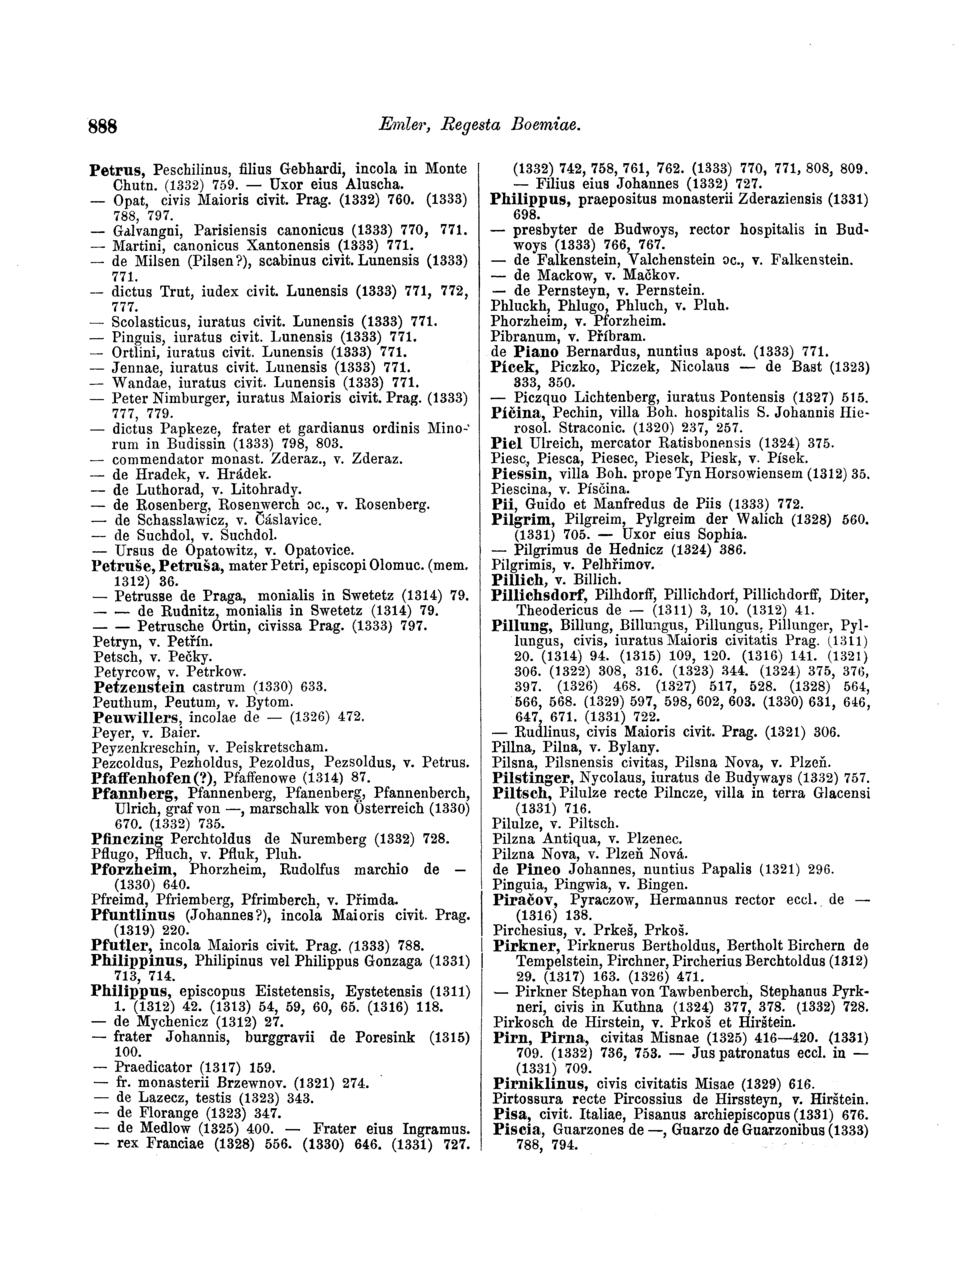 888
Emler, Regesta Boemiae.
Petrus, Peschilinus, filius Gebhardi, incola in Monte
Chutn. (1332) 759. — Uxor eius Aluscha.
— Opat, civis Maioris civit. Prag. (1332) 760. (1333)
788, 797.
— Galvangni, Parisiensis canonicus (1333) 770, 771.
— Martini, canonicus Xantonensis (1333) 771.
— de Milsen (Pilsen?), scabinus civit. Lunensis (1333)
771.
— dictus Trut, iudex civit. Lunensis (1333) 771, 772,
777.
— Scolasticus, iuratus civit. Lunensis (1333) 771.
— Pinguis, iuratus civit. Lunensis (1333) 771.
— Ortlini, iuratus civit. Lunensis (1333) 771.
— Jennae, iuratus civit. Lunensis (1333) 771.
— Wandae, iuratus civit. Lunensis (1333) 771.
— Peter Nimburger, iuratus Maioris civit. Prag. (1333)
777, 779.
— dictus Papkeze, frater et gardianus ordinis Mino-
rum in Budissin (1333) 798, 803.
— commendator monast. Zderaz., v. Zderaz.
— de Hradek, v. Hrádek.
— de Luthorad, v. Litohrady.
— de Rosenberg, Rosenwerch ɔc., v. Rosenberg.
— de Schasslawicz, v. Čáslavice.
— de Suchdol, v. Suchdol.
— Ursus de Opatowitz, v. Opatovice.
Petruše, Petruša, mater Petri, episcopi Olomuc. (mem.
1312) 36.
— Petrusse de Praga, monialis in Swetetz (1314) 79.
— — de Rudnitz, monialis in Swetetz (1314) 79.
— — Petrusche Ortin, civissa Prag. (1333) 797.
Petryn, v. Petřín.
Petsch, v. Pečky.
Petyrcow, v. Petrkow.
Petzenstein castrum (1330) 633.
Peuthum, Peutum, v. Bytom.
Peuwillers, incolae de — (1326) 472.
Peyer, v. Baier.
Peyzenkreschin, v. Peiskretscham.
Pezcoldus, Pezholdus, Pezoldus, Pezsoldus, v. Petrus.
Pfaffenhofen(?), Pfaffenowe (1314) 87.
Pfannberg, Pfannenberg, Pfanenberg, Pfannenberch,
Ulrich, graf von —, marschalk von Österreich (1330)
670. (1332) 735.
Pfinczing Perchtoldus de Nuremberg (1332) 728.
Pflugo, Pfluch, v. Pfluk, Pluh.
Pforzheim, Phorzheim, Rudolfus marchio de —
(1330) 640.
Pfreimd, Pfriemberg, Pfrimberch, v. Přimda.
Pfuntlinus (Johannes?), incola Maioris civit. Prag.
(1319) 220.
Pfutler, incola Maioris civit. Prag. (1333) 788.
Philippinus, Philipinus vel Philippus Gonzaga (1331)
713, 714.
Philippus, episcopus Eistetensis, Eystetensis (1311)
1. (1312) 42. (1313) 54, 59, 60, 65. (1316) 118.
— de Mychenicz (1312) 27.
— frater Johannis, burggravii de Poresink (1315)
100.
— Praedicator (1317) 159.
— fr. monasterii Brzewnov. (1321) 274.
— de Lazecz, testis (1323) 343.
— de Florange (1323) 347.
— de Medlow (1325) 400. — Frater eius Ingramus.
— rex Franciae (1328) 556. (1330) 646. (1331) 727.
(1332) 742, 758, 761, 762. (1333) 770, 771, 808, 809.
— Filius eius Johannes (1332) 727.
Philippus, praepositus monasterii Zderaziensis (1331)
698.
— presbyter de Budwoys, rector hospitalis in Bud-
woys (1333) 766, 767.
— de Falkenstein, Valchenstein ɔc., v. Falkenstein.
— de Mackow, v. Mačkov.
— de Pernsteyn, v. Pernstein.
Phluckh, Phlugo, Phluch, v. Pluh.
Phorzheim, v. Pforzheim.
Pibranum, v. Příbram.
de Piano Bernardus, nuntius apost. (1333) 771.
Picek, Piczko, Piczek, Nicolaus — de Bast (1323)
333, 350.
— Piczquo Lichtenberg, iuratus Pontensis (1327) 515.
Pičina, Pechin, villa Boh. hospitalis S. Johannis Hie-
rosol. Straconic. (1320) 237, 257.
Piel Ulreich, mercator Ratisbonensis (1324) 375.
Piesc, Piesca, Piesec, Piesek, Piesk, v. Písek.
Piessin, villa Boh. prope Tyn Horsowiensem (1312) 35.
Piescina, v. Písčina.
Pii, Guido et Manfredus de Piis (1333) 772.
Pilgrim, Pilgreim, Pylgreim der Walich (1328) 560.
(1331) 705. — Uxor eius Sophia.
— Pilgrimus de Hednicz (1324) 386.
Pilgrimis, v. Pelhřimov.
Pillich, v. Billich.
Pillichsdorf, Pilhdorff, Pillichdorf, Pillichdorff, Diter,
Theodericus de — (1311) 3, 10. (1312) 41.
Pillung, Billung, Billungus, Pillungus, Pillunger, Pyl-
lungus, civis, iuratus Maioris civitatis Prag. (1311)
20. (1314) 94. (1315) 109, 120. (1316) 141. (1321)
306. (1322) 308, 316. (1323) 344. (1324) 375, 376,
397. (1326) 468. (1327) 517, 528. (1328) 564,
566, 568. (1329) 597, 598, 602, 603. (1330) 631, 646,
647, 671. (1331) 722.
— Rudlinus, civis Maioris civit. Prag. (1321) 306.
Pillna, Pilna, v. Bylany.
Pilsna, Pilsnensis civitas, Pilsna Nova, v. Plzeň.
Pilstinger, Nycolaus, iuratus de Budyways (1332) 757.
Piltsch, Pilulze recte Pilncze, villa in terra Glacensi
(1331) 716.
Pilulze, v. Piltsch.
Pilzna Antiqua, v. Plzenec.
Pilzna Nova, v. Plzeň Nová.
de Pineo Johannes, nuntius Papalis (1321) 296.
Pinguia, Pingwia, v. Bingen.
Piračov, Pyraczow, Hermannus rector eccl. de —
(1316) 138.
Pirchesius, v. Prkeš, Prkoš.
Pirkner, Pirknerus Bertholdus, Bertholt Birchern de
Tempelstein, Pirchner, Pircherius Berchtoldus (1312)
29. (1317) 163. (1326) 471.
— Pirkner Stephan von Tawbenberch, Stephanus Pyrk-
neri, civis in Kuthna (1324) 377, 378. (1332) 728.
Pirkosch de Hirstein, v. Prkoš et Hirštein.
Pirn, Pirna, civitas Misnae (1325) 416—420. (1331)
709. (1332) 736, 753. — Jus patronatus eccl. in —
(1331) 709.
Pirniklinus, civis civitatis Misae (1329) 616.
Pirtossura recte Pircossius de Hirssteyn, v. Hirštein.
Pisa, civit. Italiae, Pisanus archiepiscopus (1331) 676.
Piscia, Guarzones de —, Guarzo de Guarzonibus (1333)
788, 794.